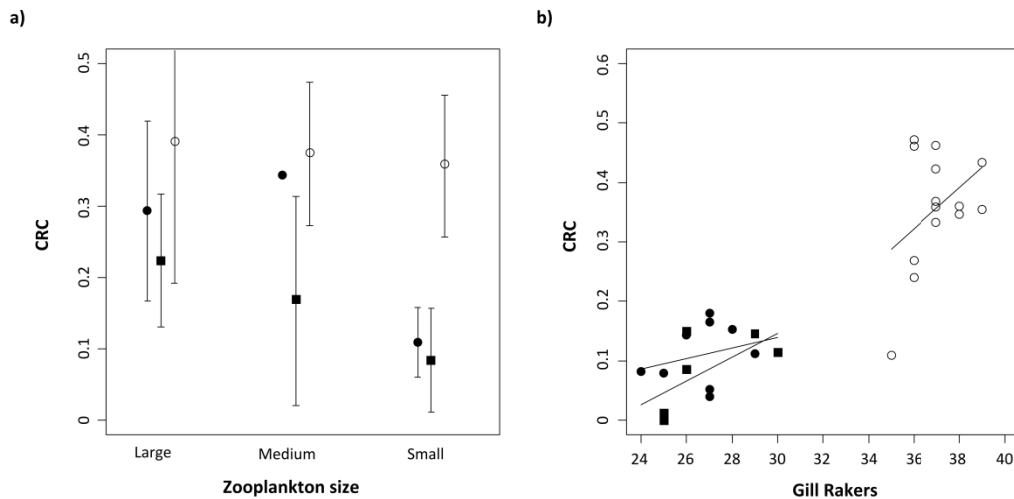 a)
0.5
0.4
0.3
0.2
0.1
0
CRC
Large Medium Small
Zooplankton size
b)
0.6
0.5
0.4
0.3
0.2
0.1
0
CRC
24 26 28 30 32 34 36 38 40
Gill Rakers